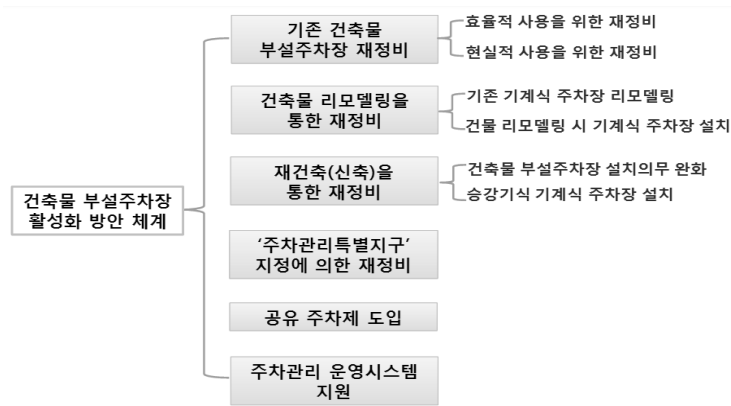 건축물 부설주차장
활성화 방안 체계
기존 건축물
부설주차장 재정비
효율적 사용을 위한 재정비
현실적 사용을 위한 재정비
건축물 리모델링을
통한 재정비
기존 기계식 주차장 리모델링
건물 리모델링 시 기계식 주차장 설치
재건축(신축)을
통한 재정비
건축물 부설주차장 설치의무 완화
승강기식 기계식 주차장 설치
‘주차관리특별지구’
지정에 의한 재정비
공유 주차제 도입
주차관리 운영시스템
지원